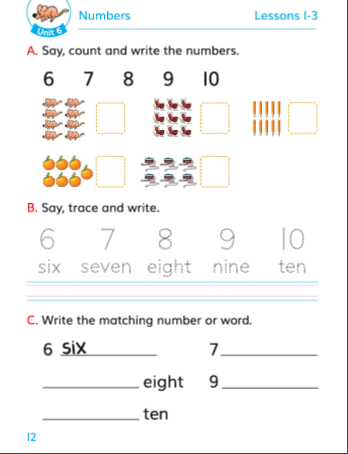 Numbers Lessons 1-3
Unit 6
A. Say, count and write the numbers.
6 7 8 9 10
B. Say, trace and write.
6 7 8 9 10
six seven eight nine ten
C. Write the matching number or word.
6 six 7
eight 9
ten
12